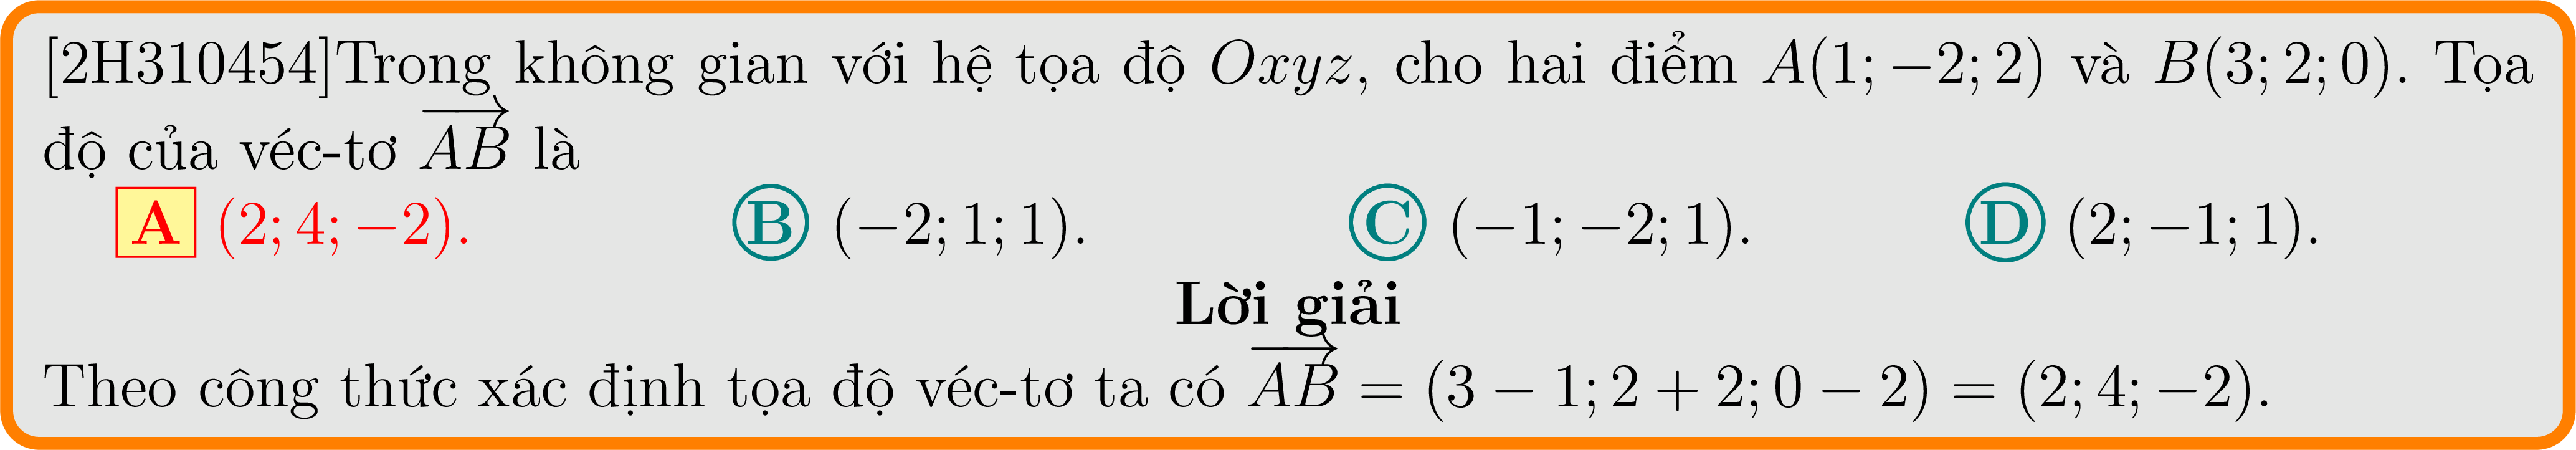 [2H310454]Trong không gian với hệ tọa độ Oxyz, cho hai điểm A(1; −2; 2) và B(3; 2; 0). Tọa
độ của véc-tơ \overrightarrow{AB} là
A (2; 4; −2). B (−2; 1; 1). C (−1; −2; 1). D (2; −1; 1).
Lời giải
Theo công thức xác định tọa độ véc-tơ ta có \overrightarrow{AB} = (3 − 1; 2 + 2; 0 − 2) = (2; 4; −2).